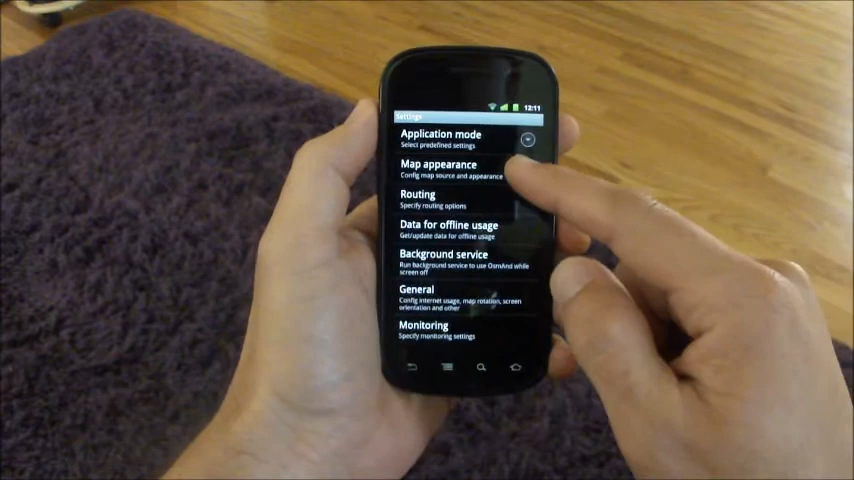 12:11
Settings
Application mode
Select predefined settings
Map appearance
Config map source and appearance
Routing
Specify routing options
Data for offline usage
Get/update data for offline usage
Background service
Run background service to use OsmAnd while
screen off
General
Config internet usage, map rotation, screen
orientation and other
Monitoring
Specify monitoring settings